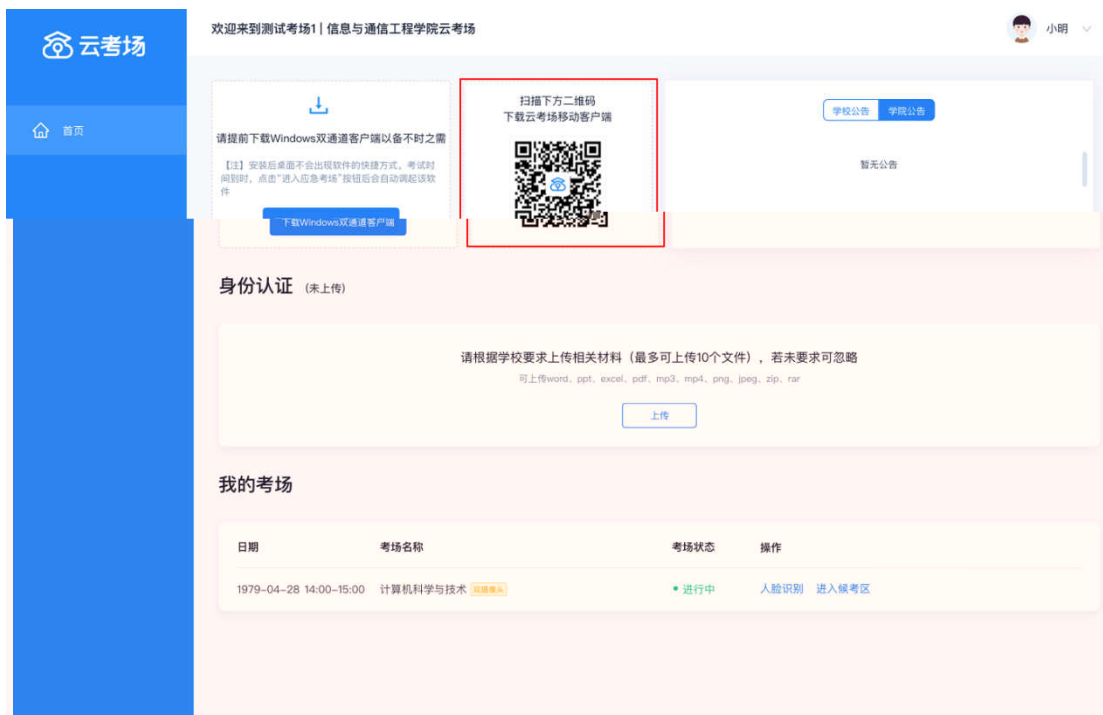 云考场
首页
欢迎来到测试考场1 | 信息与通信工程学院云考场
小明
请提前下载Windows双通道客户端以备不时之需
【注】安装后桌面不会出现软件的快捷方式,考试时
间到时,点击"进入应急考场"按钮后会自动调起该软
件
下载Windows双通道客户端
扫描下方二维码
下载云考场移动客户端
学校公告 学院公告
暂无公告
身份认证 (未上传)
请根据学校要求上传相关材料(最多可上传10个文件),若未要求可忽略
可上传word、ppt、excel、pdf、mp3、mp4、png、jpeg、zip、rar
上传
我的考场
日期 考场名称 考场状态 操作
1979-04-28 14:00-15:00 计算机科学与技术 双摄像头 进行中 人脸识别 进入候考区